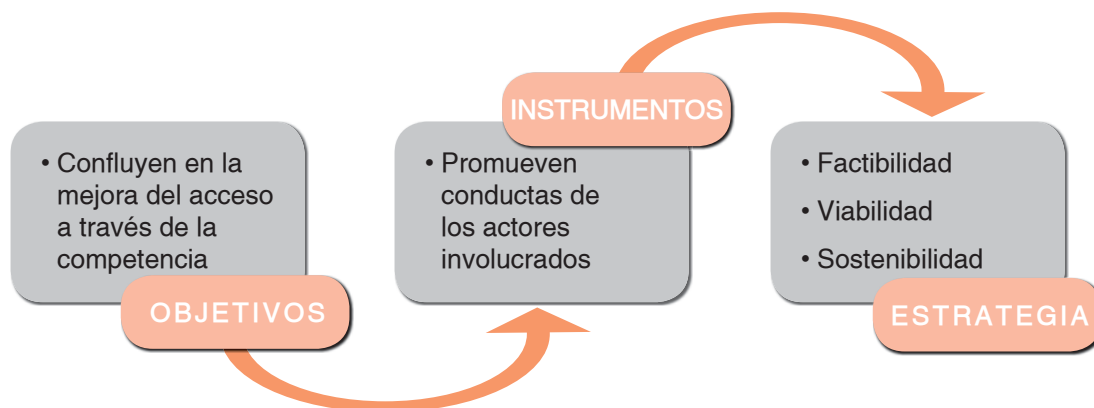 • Confluyen en la
mejora del acceso
a través de la
competencia
OBJETIVOS
INSTRUMENTOS
• Promueven
conductas de
los actores
involucrados
• Factibilidad
• Viabilidad
• Sostenibilidad
ESTRATEGIA